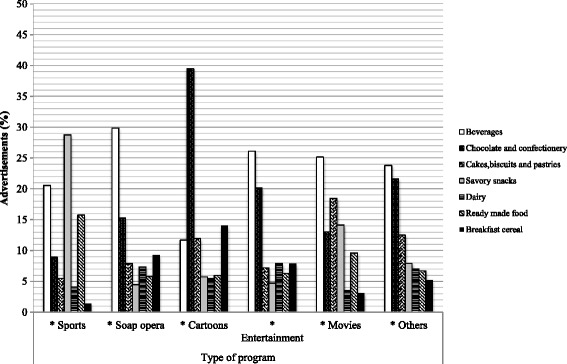 50
45
40
35
30
25
20
15
10
5
0
Advertisements (%)
* Sports * Soap opera * Cartoons * * Movies * Others
Entertainment
Type of program
Beverages
Chocolate and confectionery
Cakes,biscuits and pastries
Savory snacks
Dairy
Ready made food
Breakfast cereal